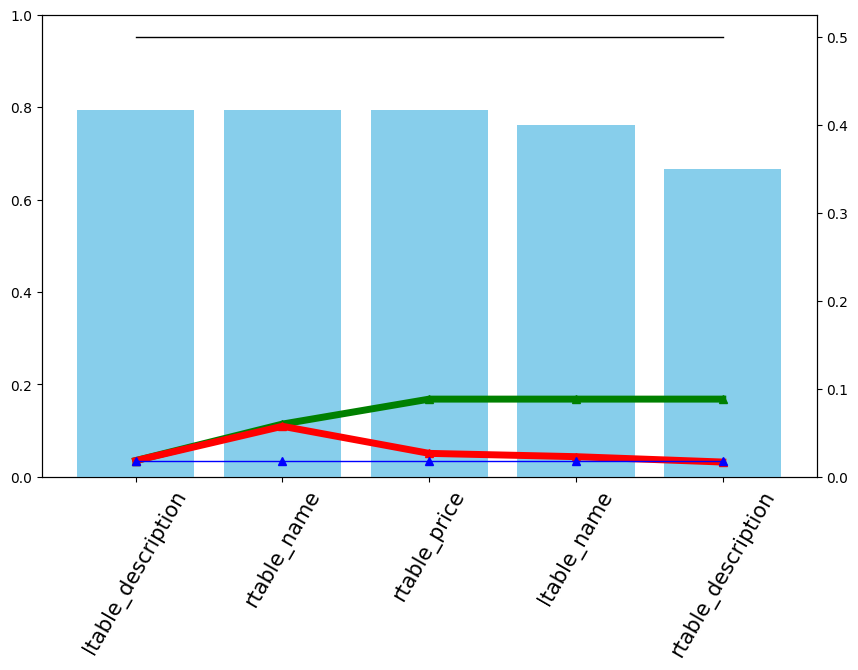 1.0
0.8
0.6
0.4
0.2
0.0
0.5
0.4
0.3
0.2
0.1
0.0
ltable_description
rtable_name
rtable_price
ltable_name
rtable_description